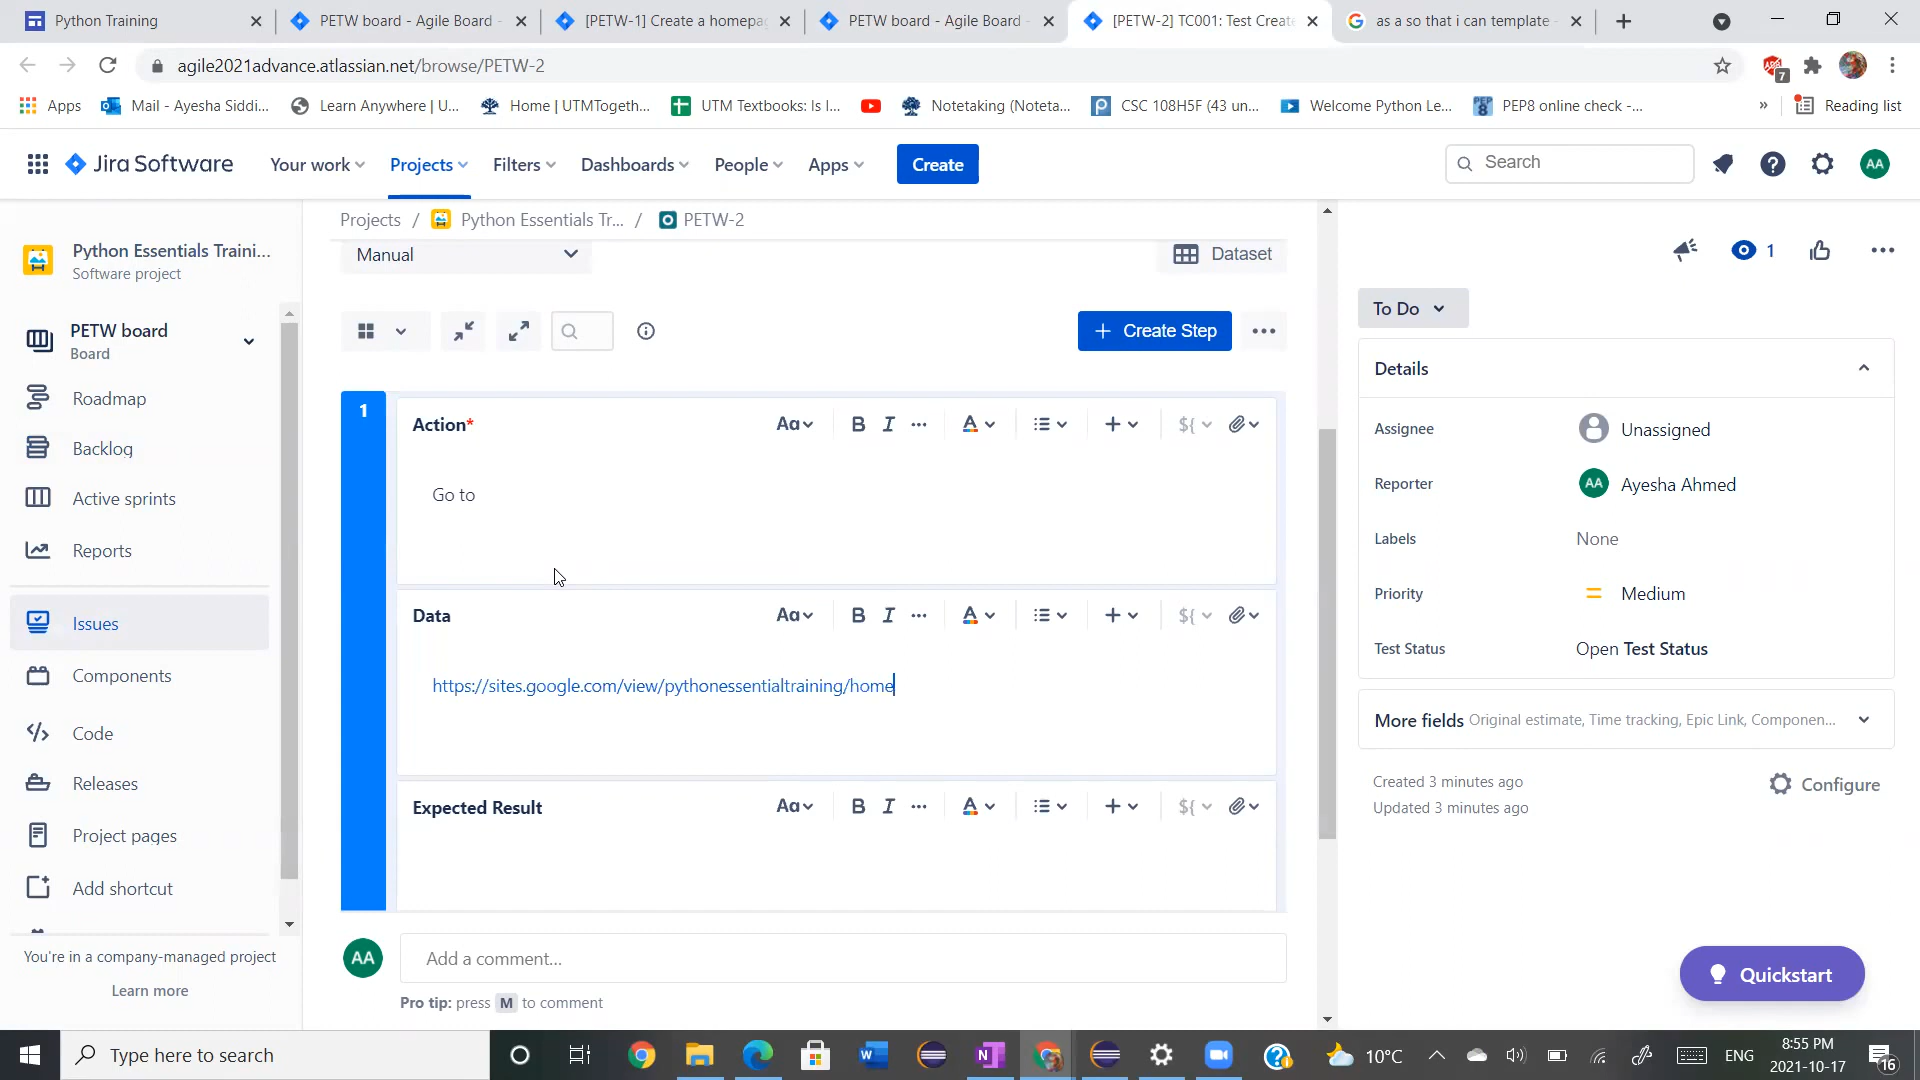 Python Training
PETW board - Agile Board -
[PETW-1] Create a homepa
PETW board - Agile Board -
[PETW-2] TC001: Test Create
as a so that i can template -
agile2021advance.atlassian.net/browse/PETW-2
7
Apps
Mail - Ayesha Siddi...
Learn Anywhere | U...
Home | UTMTogeth...
UTM Textbooks: Is I...
Notetaking (Noteta...
CSC 108H5F (43 un...
Welcome Python Le...
PEP8 online check -...
»
Reading list
Jira Software
Your work
Projects
Filters
Dashboards
People
Apps
Create
Search
AA
Python Essentials Traini...
Software project
PETW board
Board
Roadmap
Backlog
Active sprints
Reports
Issues
Components
Code
Releases
Project pages
Add shortcut
You're in a company-managed project
Learn more
Projects / Python Essentials Tr... / PETW-2
Manual
Dataset
+ Create Step
1
Action*
Aa B I ... A + ${
Go to
Data
Aa B I ... A + ${
https://sites.google.com/view/pythonessentialtraining/home
Expected Result
Aa B I ... A + ${
AA
Add a comment...
Pro tip: press M to comment
1
To Do
Details
Assignee
Unassigned
Reporter
AA Ayesha Ahmed
Labels
None
Priority
Medium
Test Status
Open Test Status
More fields Original estimate, Time tracking, Epic Link, Componen...
Created 3 minutes ago
Updated 3 minutes ago
Configure
Quickstart
Type here to search
10°C
ENG
8:55 PM
2021-10-17
16